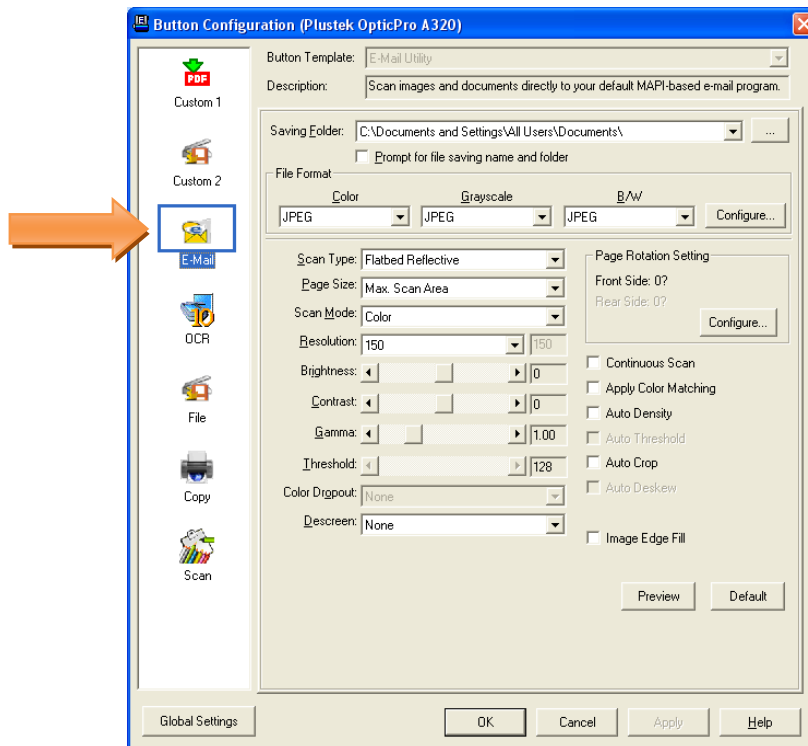 Button Configuration (Plustek OpticPro A320)
Custom 1
Custom 2
E-Mail
OCR
File
Copy
Scan
Button Template: E-Mail Utility
Description: Scan images and documents directly to your default MAPI-based e-mail program.
Saving Folder: C:\Documents and Settings\All Users\Documents\ ...
Prompt for file saving name and folder
File Format
Color Grayscale B/W
JPEG JPEG JPEG Configure...
Scan Type: Flatbed Reflective
Page Size: Max. Scan Area
Scan Mode: Color
Resolution: 150 150
Brightness: 0
Contrast: 0
Gamma: 1.00
Threshold: 128
Color Dropout: None
Descreen: None
Page Rotation Setting
Front Side: 0?
Rear Side: 0?
Configure...
Continuous Scan
Apply Color Matching
Auto Density
Auto Threshold
Auto Crop
Auto Deskew
Image Edge Fill
Preview Default
Global Settings OK Cancel Apply Help